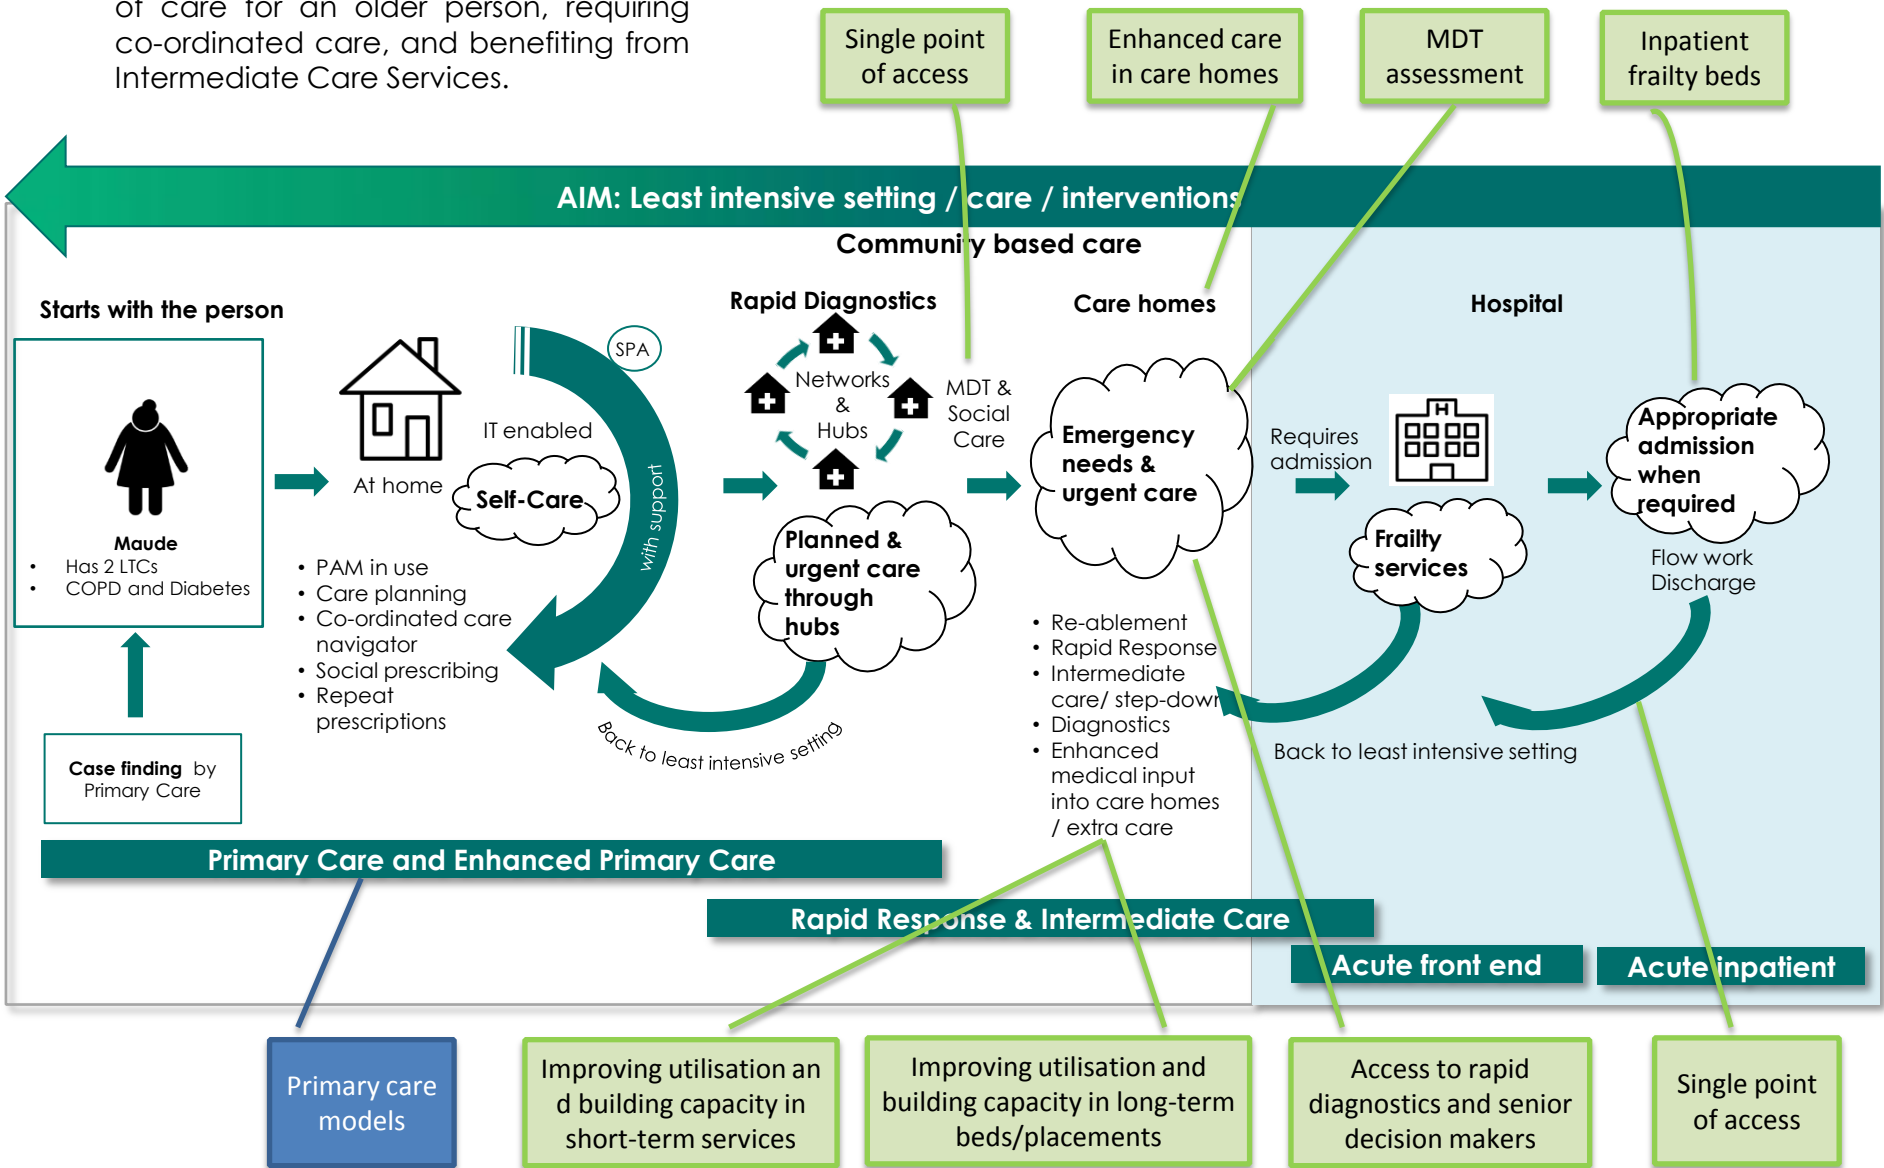 of care for an older person, requiring
co-ordinated care, and benefiting from
Intermediate Care Services.
Single point
of access
Enhanced care
in care homes
MDT
assessment
Inpatient
frailty beds
AIM: Least intensive setting / care / interventions
Community based care
Starts with the person
Rapid Diagnostics
Care homes
Hospital
Maude
• Has 2 LTCs
• COPD and Diabetes
Case finding by
Primary Care
At home
IT enabled
Self-Care
SPA
with support
• PAM in use
• Care planning
• Co-ordinated care
navigator
• Social prescribing
• Repeat
prescriptions
Networks
&
Hubs
MDT &
Social
Care
Planned &
urgent care
through
hubs
Back to least intensive setting
Emergency
needs &
urgent care
• Re-ablement
• Rapid Response
• Intermediate
care/ step-down
• Diagnostics
• Enhanced
medical input
into care homes
/ extra care
Requires
admission
H
Frailty
services
Appropriate
admission
when
required
Flow work
Discharge
Back to least intensive setting
Primary Care and Enhanced Primary Care
Rapid Response & Intermediate Care
Acute front end
Acute inpatient
Primary care
models
Improving utilisation an
d building capacity in
short-term services
Improving utilisation and
building capacity in long-term
beds/placements
Access to rapid
diagnostics and senior
decision makers
Single point
of access